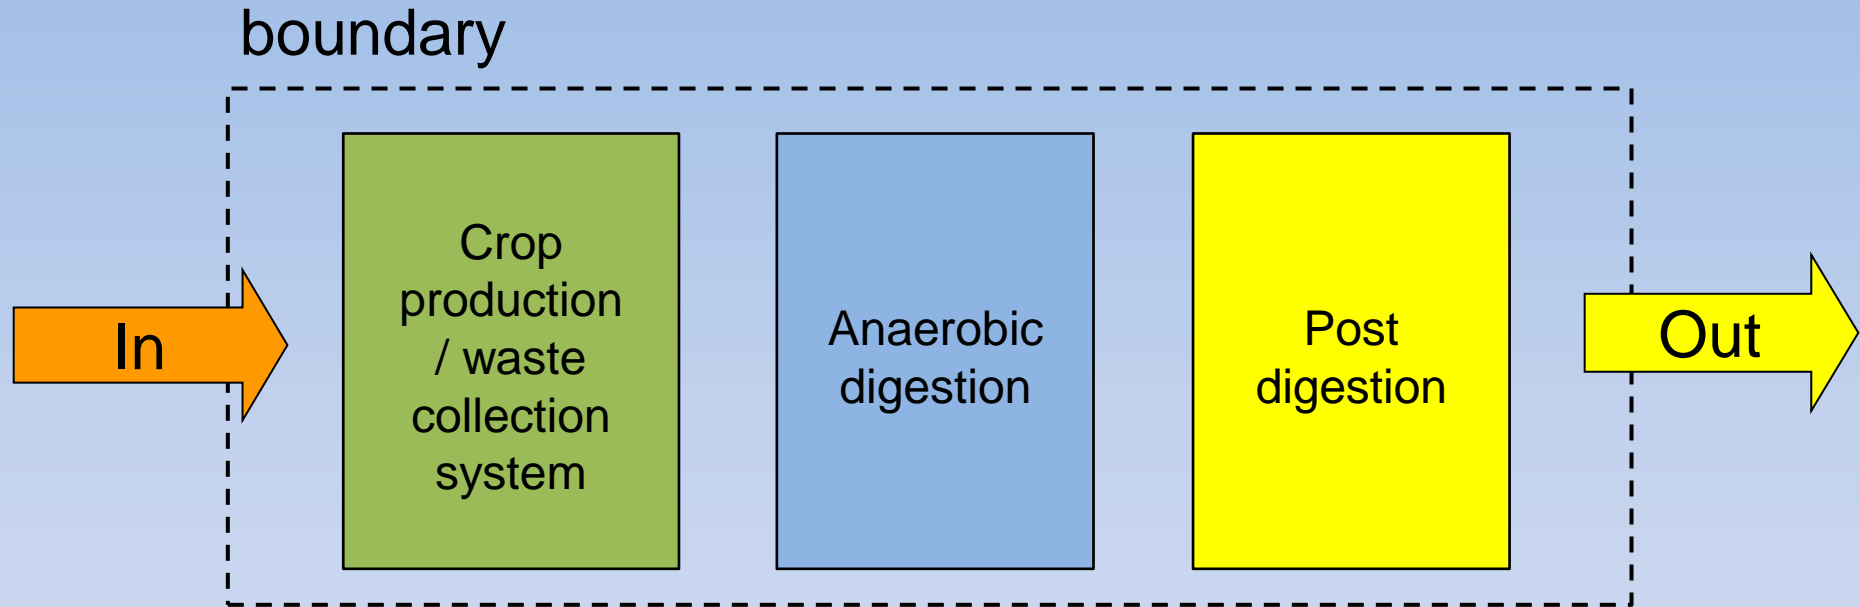 boundary
In
Crop
production
/ waste
collection
system
Anaerobic
digestion
Post
digestion
Out